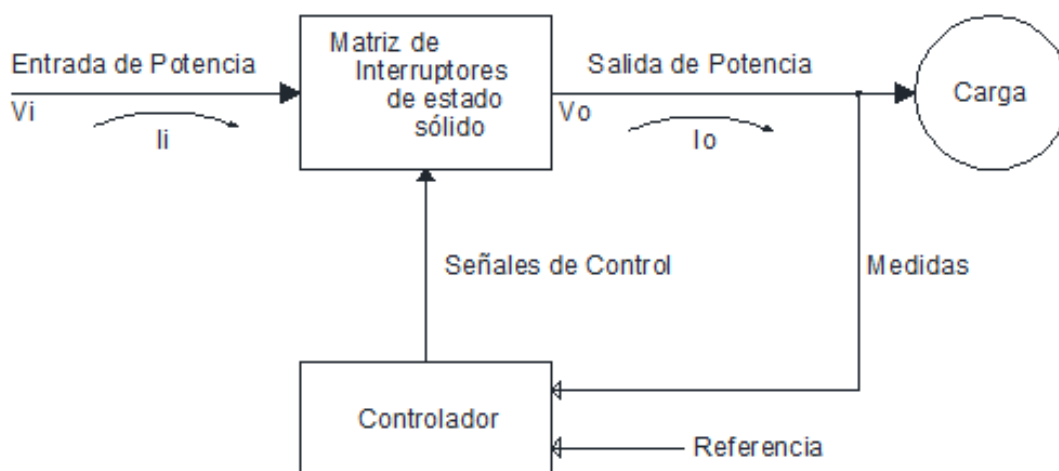 Entrada de Potencia
Vi
Ii
Matriz de
Interruptores
de estado
sólido
Salida de Potencia
Vo
Io
Carga
Señales de Control
Medidas
Controlador
Referencia